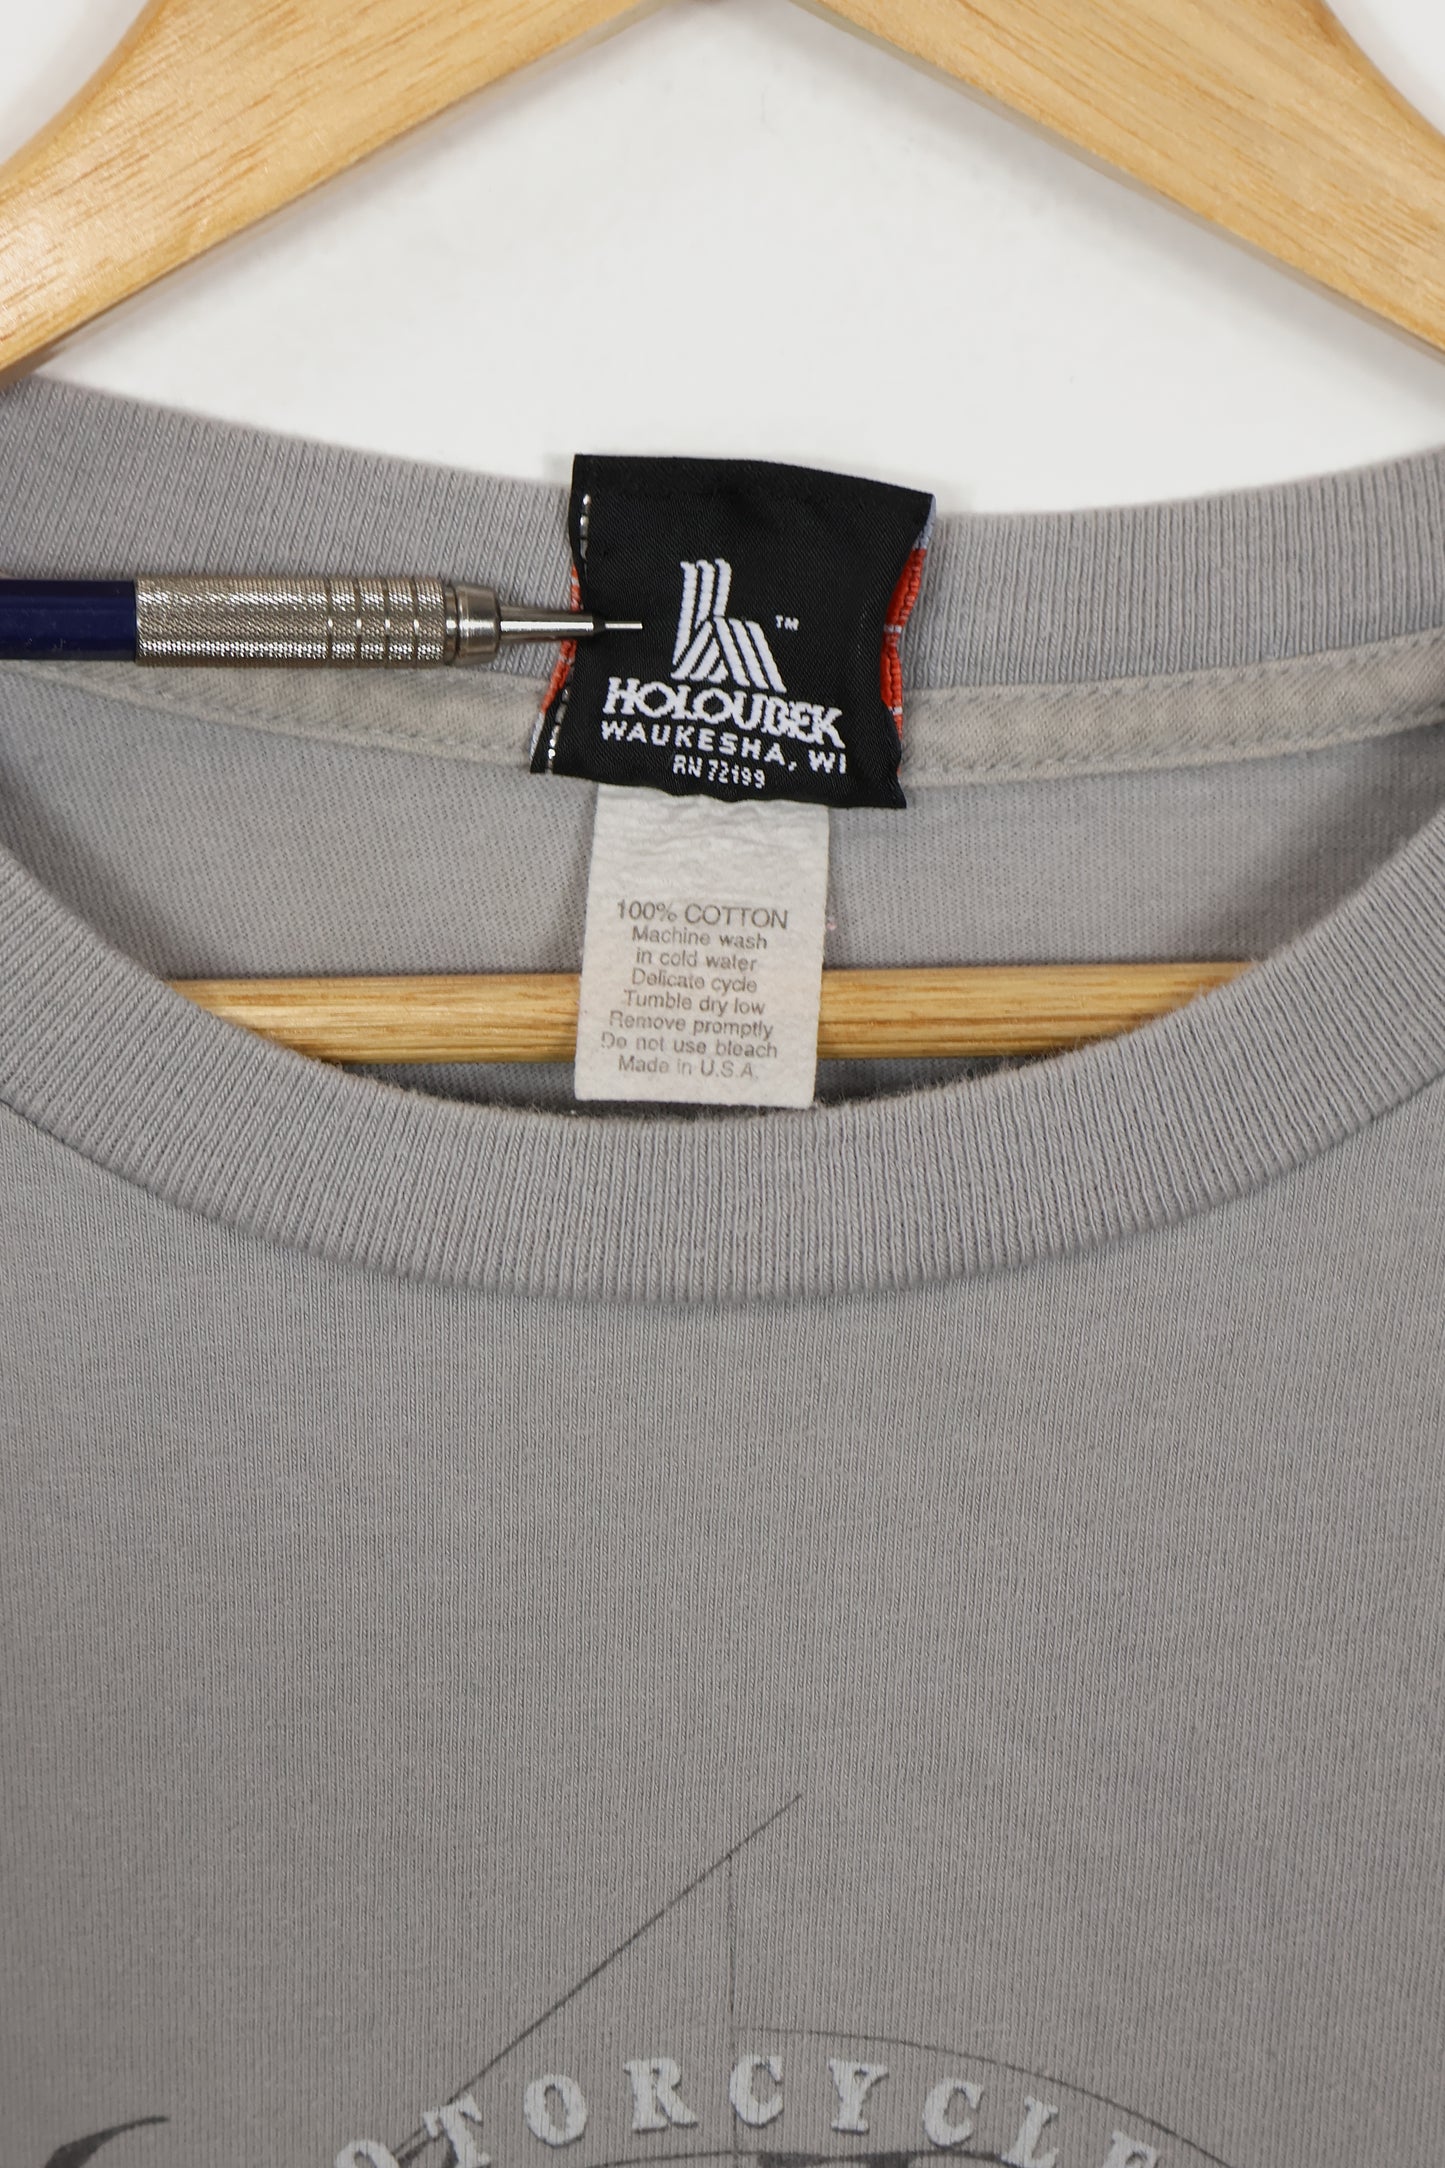 TM
HOLOUBEK
WAUKESHA, WI
RN 72199
100% COTTON
Machine wash
in cold water
Delicate cycle
Tumble dry low
Remove promptly
Do not use bleach
Made in U.S.A.
OTORCYCLE